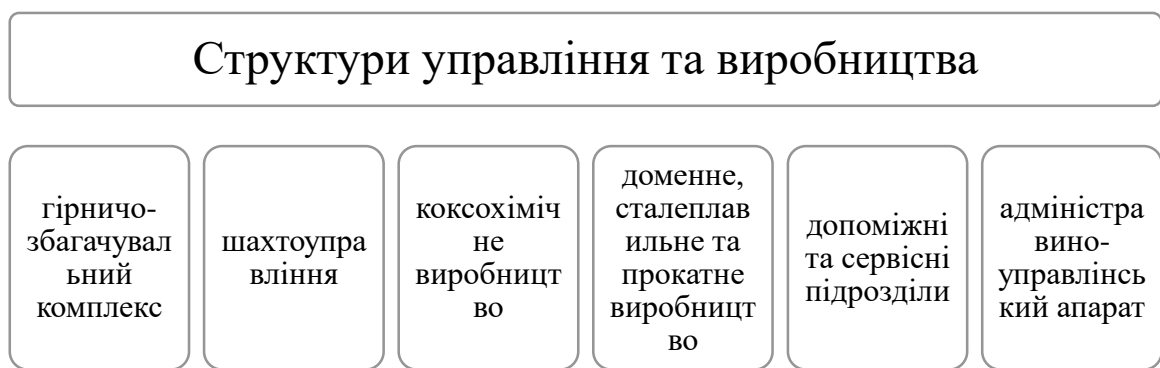 Структури управління та виробництва
гірничо-
збагачувал
ьний
комплекс
шахтоупра
вління
коксохіміч
не
виробницт
во
доменне,
сталеплав
ильне та
прокатне
виробницт
во
допоміжні
та сервісні
підрозділи
адміністра
вино-
управлінсь
кий апарат